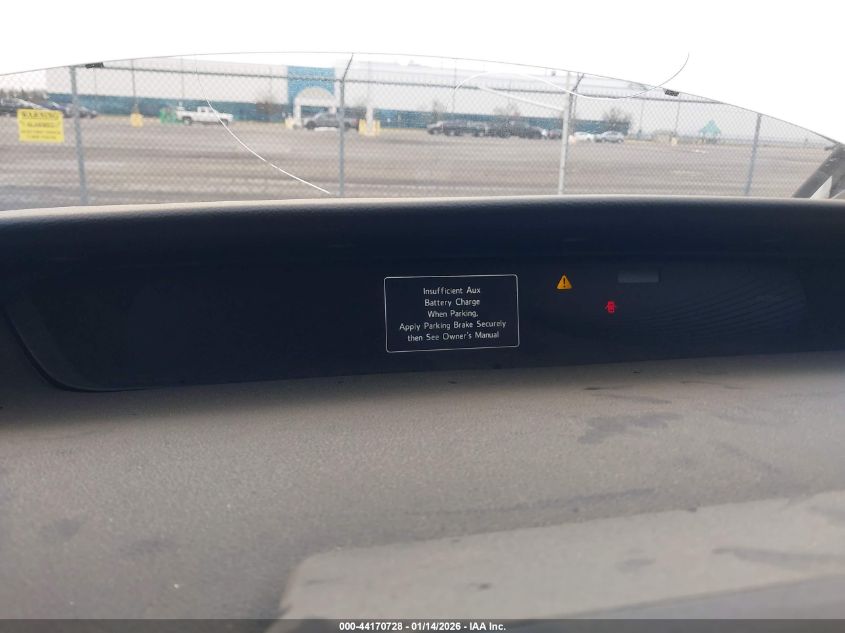 WARNING
Insufficient Aux
Battery Charge
When Parking,
Apply Parking Brake Securely
then See Owner's Manual
000-44170728 - 01/14/2026 - IAA Inc.